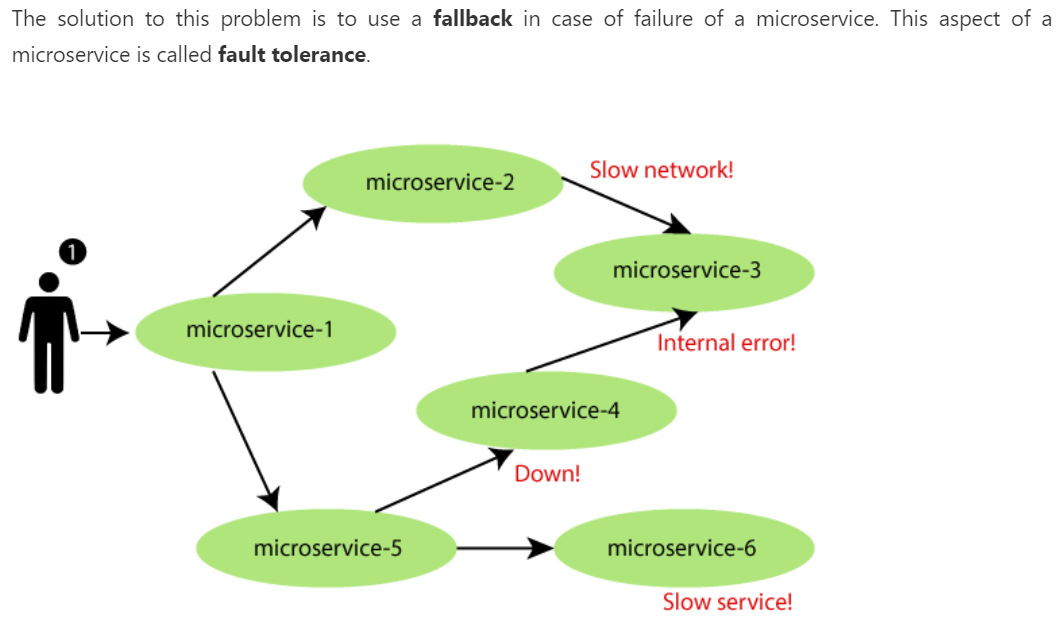 The solution to this problem is to use a fallback in case of failure of a microservice. This aspect of a
microservice is called fault tolerance.
microservice-2
Slow network!
1
microservice-3
microservice-1
Internal error!
microservice-4
Down!
microservice-5
microservice-6
Slow service!